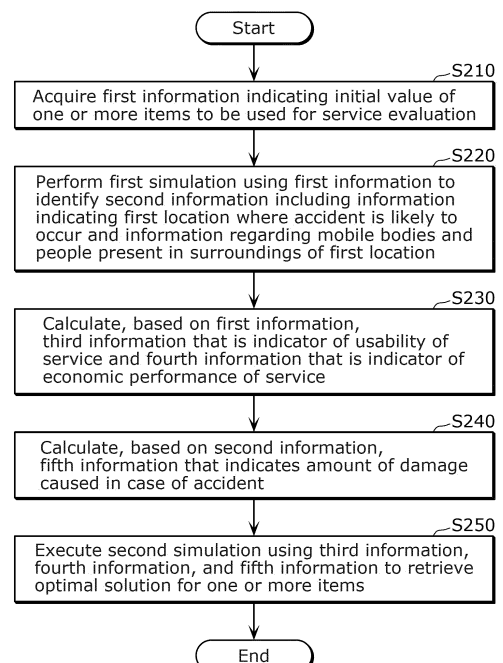 Start
S210
Acquire first information indicating initial value of
one or more items to be used for service evaluation
S220
Perform first simulation using first information to
identify second information including information
indicating first location where accident is likely to
occur and information regarding mobile bodies and
people present in surroundings of first location
S230
Calculate, based on first information,
third information that is indicator of usability of
service and fourth information that is indicator of
economic performance of service
S240
Calculate, based on second information,
fifth information that indicates amount of damage
caused in case of accident
S250
Execute second simulation using third information,
fourth information, and fifth information to retrieve
optimal solution for one or more items
End